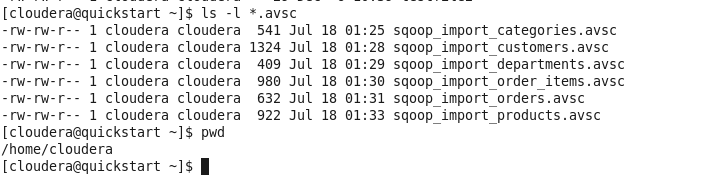 [cloudera@quickstart ~]$ ls -l *.avsc
-rw-rw-r-- 1 cloudera cloudera  541 Jul 18 01:25 sqoop_import_categories.avsc
-rw-rw-r-- 1 cloudera cloudera 1324 Jul 18 01:28 sqoop_import_customers.avsc
-rw-rw-r-- 1 cloudera cloudera  409 Jul 18 01:29 sqoop_import_departments.avsc
-rw-rw-r-- 1 cloudera cloudera  980 Jul 18 01:30 sqoop_import_order_items.avsc
-rw-rw-r-- 1 cloudera cloudera  632 Jul 18 01:31 sqoop_import_orders.avsc
-rw-rw-r-- 1 cloudera cloudera  922 Jul 18 01:33 sqoop_import_products.avsc
[cloudera@quickstart ~]$ pwd
/home/cloudera
[cloudera@quickstart ~]$